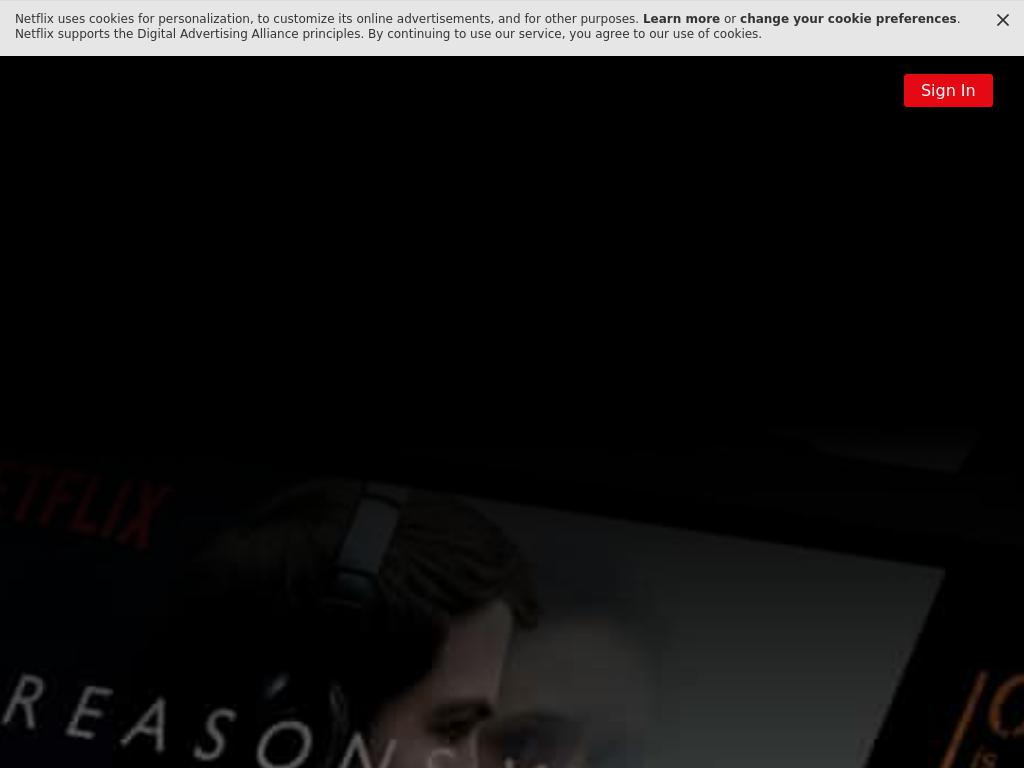 Netflix uses cookies for personalization, to customize its online advertisements, and for other purposes. Learn more or change your cookie preferences.
Netflix supports the Digital Advertising Alliance principles. By continuing to use our service, you agree to our use of cookies.
Sign In
ETFLIX
REASONS
is